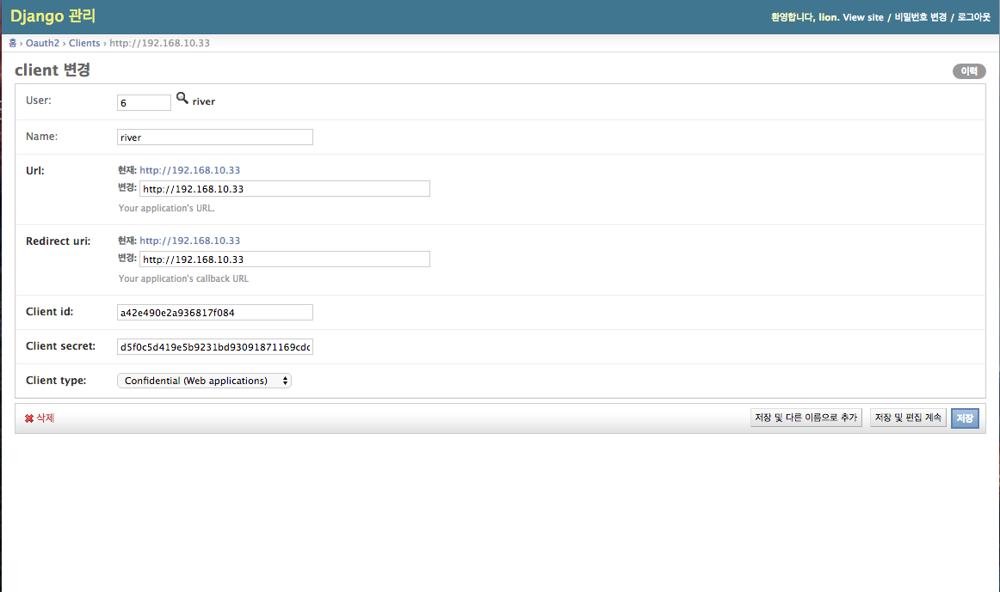 Django 관리
환영합니다, lion. View site / 비밀번호 변경 / 로그아웃
홈 › Oauth2 › Clients › http://192.168.10.33
client 변경
이력
User: 6 river
Name: river
Url: 현재: http://192.168.10.33
변경: http://192.168.10.33
Your application's URL.
Redirect uri: 현재: http://192.168.10.33
변경: http://192.168.10.33
Your application's callback URL
Client id: a42e490e2a936817f084
Client secret: d5f0c5d419e5b9231bd93091871169cdc
Client type: Confidential (Web applications)
삭제 저장 및 다른 이름으로 추가 저장 및 편집 계속 저장